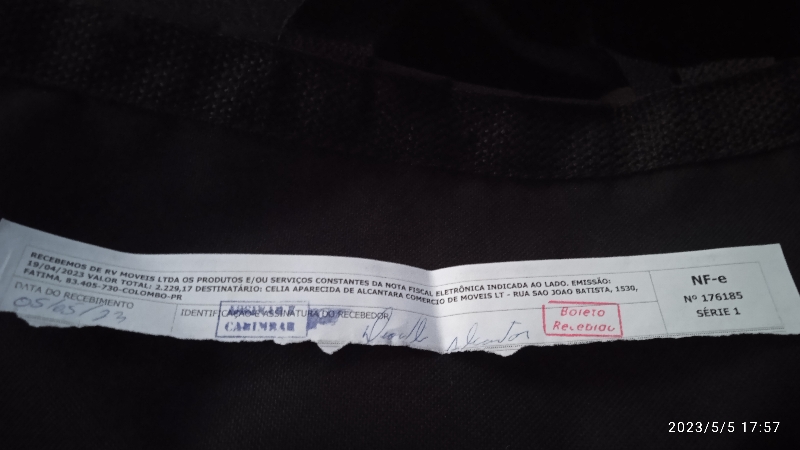 RECEBEMOS DE RV MOVEIS LTDA OS PRODUTOS E/OU SERVIÇOS CONSTANTES DA NOTA FISCAL ELETRÔNICA INDICADA AO LADO. EMISSÃO:
19/04/2023 VALOR TOTAL: 2.229,17 DESTINATÁRIO: CELIA APARECIDA DE ALCANTARA COMERCIO DE MOVEIS LT - RUA SAO JOAO BATISTA, 1530,
FATIMA, 83.405-730-COLOMBO-PR
NF-e
Nº 176185
SÉRIE 1
DATA DO RECEBIMENTO
05/05/23
IDENTIFICAÇÃO E ASSINATURA DO RECEBEDOR
CARIMBAR
Boleto
Recebido
2023/5/5 17:57